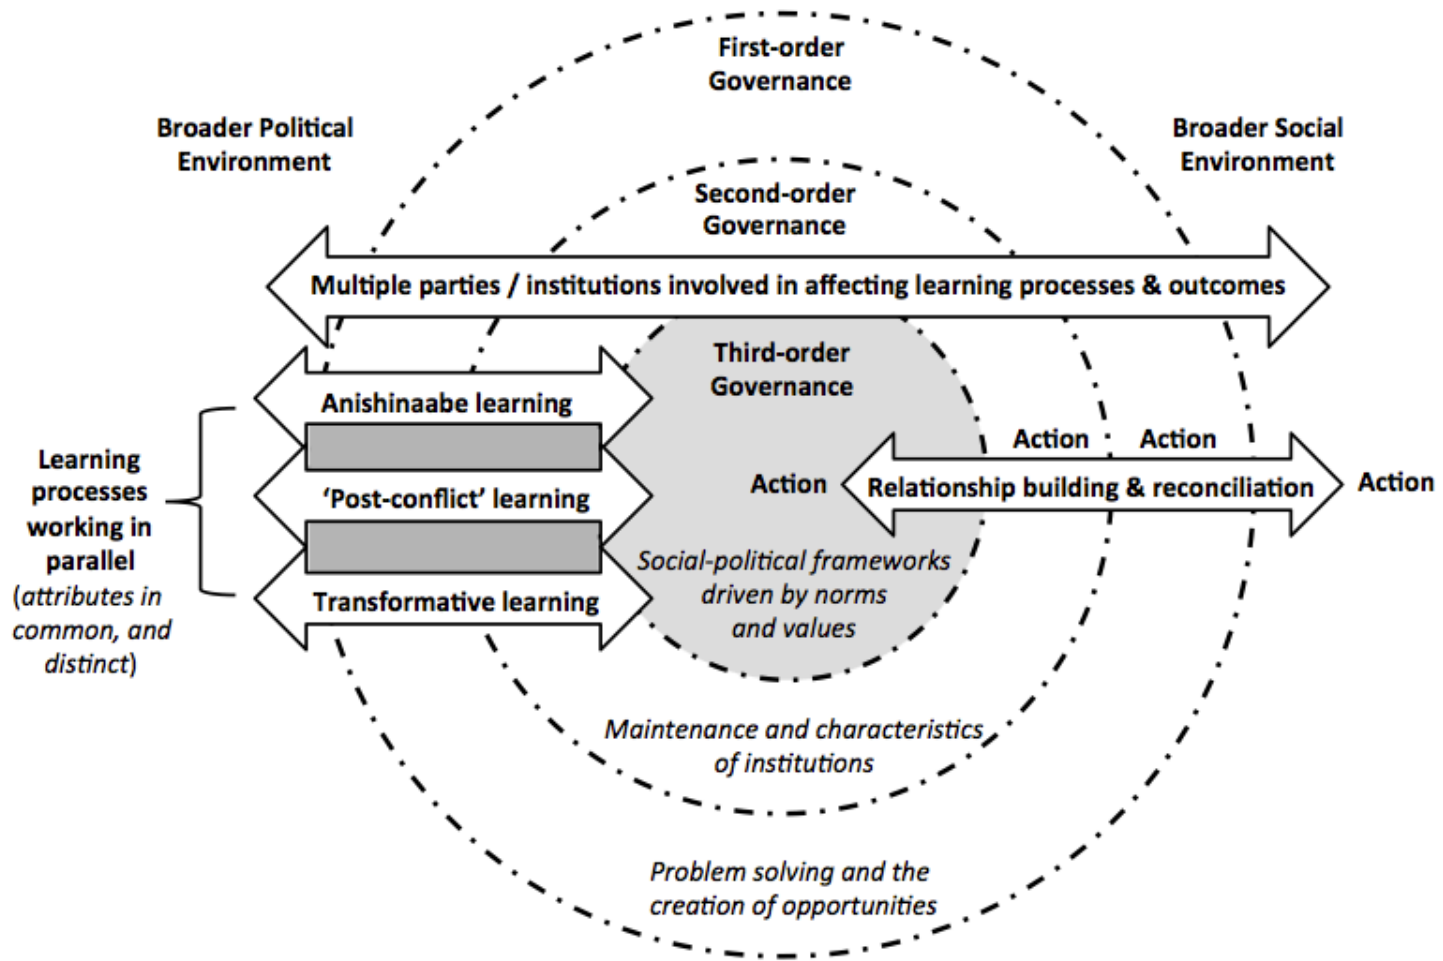 First-order
Governance
Broader Political
Environment
Broader Social
Environment
Second-order
Governance
Multiple parties / institutions involved in affecting learning processes & outcomes
Third-order
Governance
Anishinaabe learning
‘Post-conflict’ learning
Transformative learning
Learning
processes
working in
parallel
(attributes in
common, and
distinct)
Action
Action
Action
Relationship building & reconciliation
Action
Social-political frameworks
driven by norms
and values
Maintenance and characteristics
of institutions
Problem solving and the
creation of opportunities